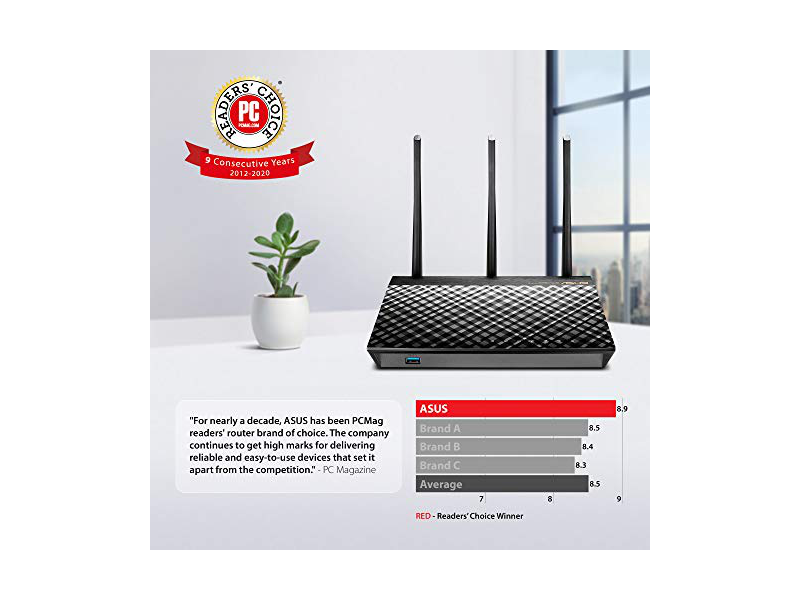 READERS' CHOICE
PC
PCMAG.COM
9 Consecutive Years
2012-2020
"For nearly a decade, ASUS has been PCMag
readers' router brand of choice. The company
continues to get high marks for delivering
reliable and easy-to-use devices that set it
apart from the competition." - PC Magazine
ASUS 8.9
Brand A 8.5
Brand B 8.4
Brand C 8.3
Average 8.5
7 8 9
RED - Readers' Choice Winner